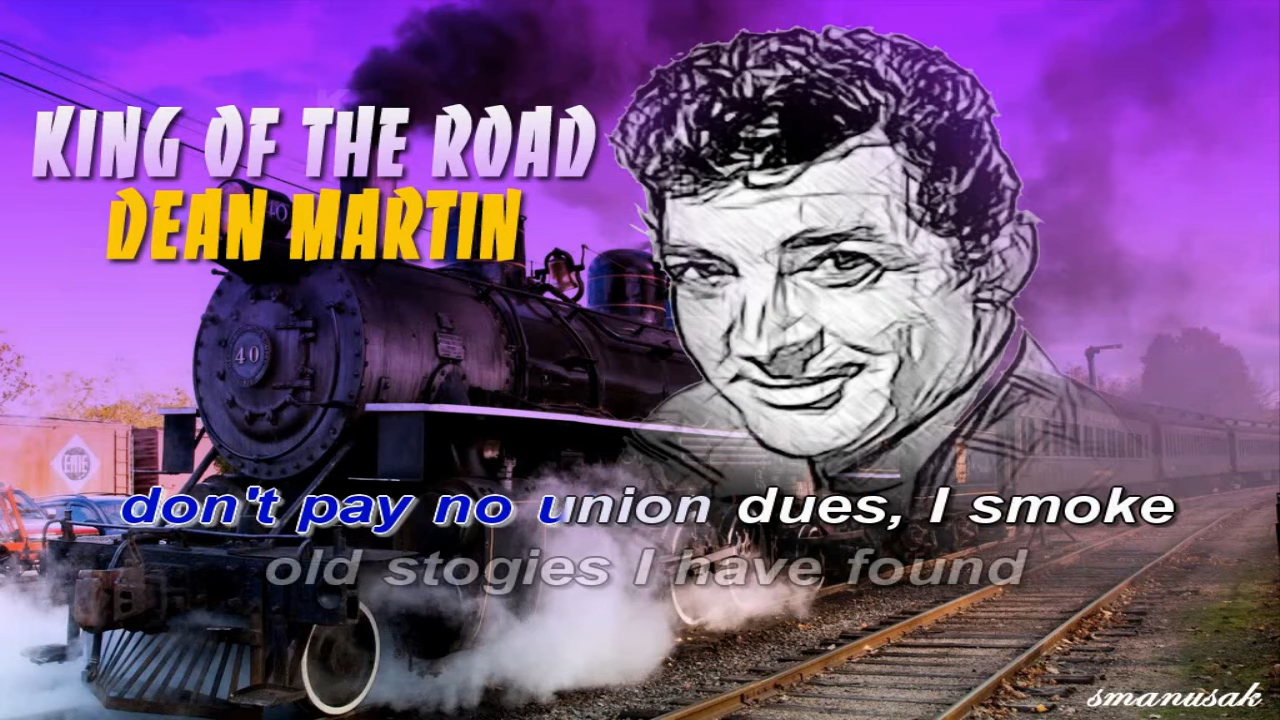 KING OF THE ROAD
DEAN MARTIN
40
40
ERIE
don't pay no union dues, I smoke
old stogies I have found
smanusak